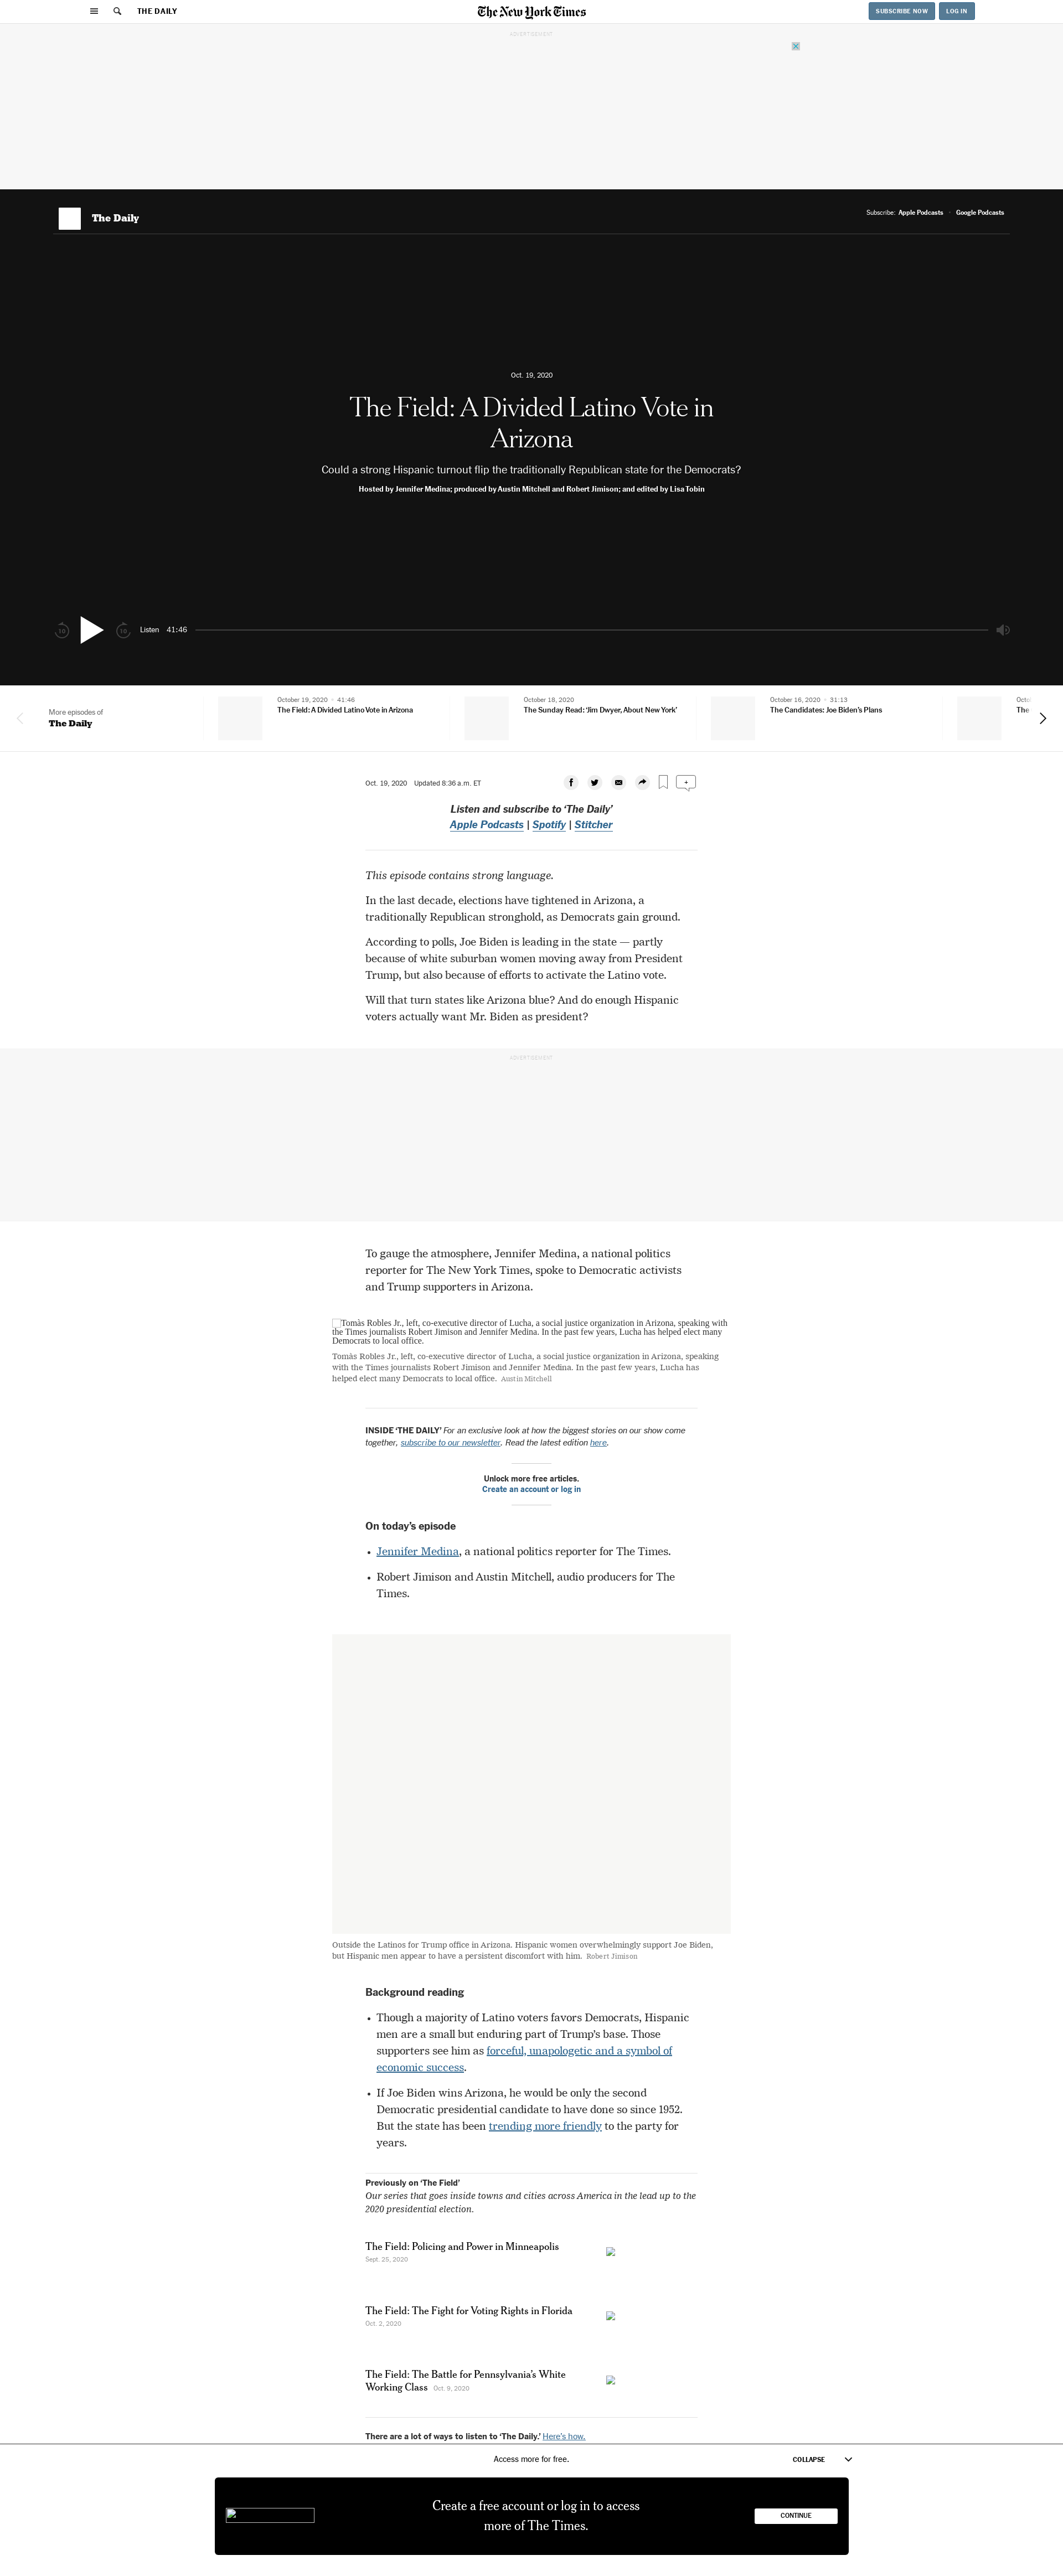 THE DAILY
The New York Times
SUBSCRIBE NOW
LOG IN
ADVERTISEMENT
The Daily
Subscribe: Apple Podcasts
Google Podcasts
Oct. 19, 2020
The Field: A Divided Latino Vote in
Arizona
Could a strong Hispanic turnout flip the traditionally Republican state for the Democrats?
Hosted by Jennifer Medina; produced by Austin Mitchell and Robert Jimison; and edited by Lisa Tobin
10
10
Listen 41:46
More episodes of
The Daily
October 19, 2020 • 41:46
The Field: A Divided Latino Vote in Arizona
October 18, 2020
The Sunday Read: ‘Jim Dwyer, About New York’
October 16, 2020 • 31:13
The Candidates: Joe Biden’s Plans
The
Oct. 19, 2020 Updated 8:36 a.m. ET
+
Listen and subscribe to ‘The Daily’
Apple Podcasts | Spotify | Stitcher
This episode contains strong language.
In the last decade, elections have tightened in Arizona, a
traditionally Republican stronghold, as Democrats gain ground.
According to polls, Joe Biden is leading in the state — partly
because of white suburban women moving away from President
Trump, but also because of efforts to activate the Latino vote.
Will that turn states like Arizona blue? And do enough Hispanic
voters actually want Mr. Biden as president?
ADVERTISEMENT
To gauge the atmosphere, Jennifer Medina, a national politics
reporter for The New York Times, spoke to Democratic activists
and Trump supporters in Arizona.
Tomàs Robles Jr., left, co-executive director of Lucha, a social justice organization in Arizona, speaking with
the Times journalists Robert Jimison and Jennifer Medina. In the past few years, Lucha has helped elect many
Democrats to local office.
Tomàs Robles Jr., left, co-executive director of Lucha, a social justice organization in Arizona, speaking
with the Times journalists Robert Jimison and Jennifer Medina. In the past few years, Lucha has
helped elect many Democrats to local office. Austin Mitchell
INSIDE ‘THE DAILY’ For an exclusive look at how the biggest stories on our show come
together, subscribe to our newsletter. Read the latest edition here.
Unlock more free articles.
Create an account or log in
On today’s episode
• Jennifer Medina, a national politics reporter for The Times.
• Robert Jimison and Austin Mitchell, audio producers for The
Times.
Outside the Latinos for Trump office in Arizona. Hispanic women overwhelmingly support Joe Biden,
but Hispanic men appear to have a persistent discomfort with him. Robert Jimison
Background reading
• Though a majority of Latino voters favors Democrats, Hispanic
men are a small but enduring part of Trump’s base. Those
supporters see him as forceful, unapologetic and a symbol of
economic success.
• If Joe Biden wins Arizona, he would be only the second
Democratic presidential candidate to have done so since 1952.
But the state has been trending more friendly to the party for
years.
Previously on ‘The Field’
Our series that goes inside towns and cities across America in the lead up to the
2020 presidential election.
The Field: Policing and Power in Minneapolis
Sept. 25, 2020
The Field: The Fight for Voting Rights in Florida
Oct. 2, 2020
The Field: The Battle for Pennsylvania’s White
Working Class Oct. 9, 2020
There are a lot of ways to listen to ‘The Daily.’ Here’s how.
Access more for free.
COLLAPSE
Create a free account or log in to access
more of The Times.
CONTINUE